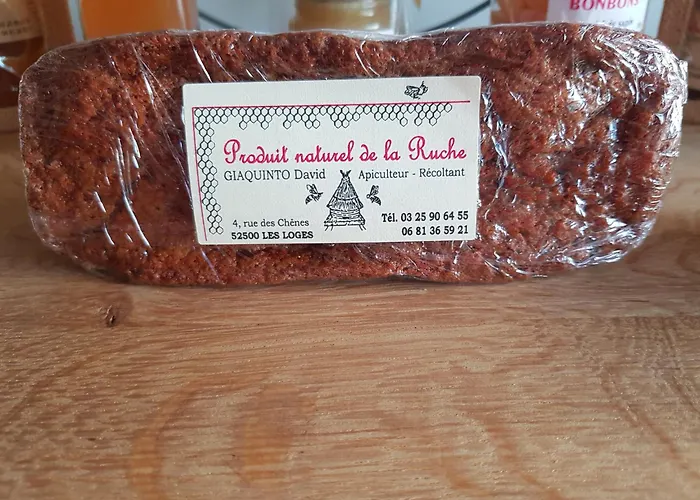 BONBONS
Produit naturel de la Ruche
GIAQUINTO David Apiculteur - Récoltant
4, rue des Chênes Tél. 03 25 90 64 55
52500 LES LOGES 06 81 36 59 21